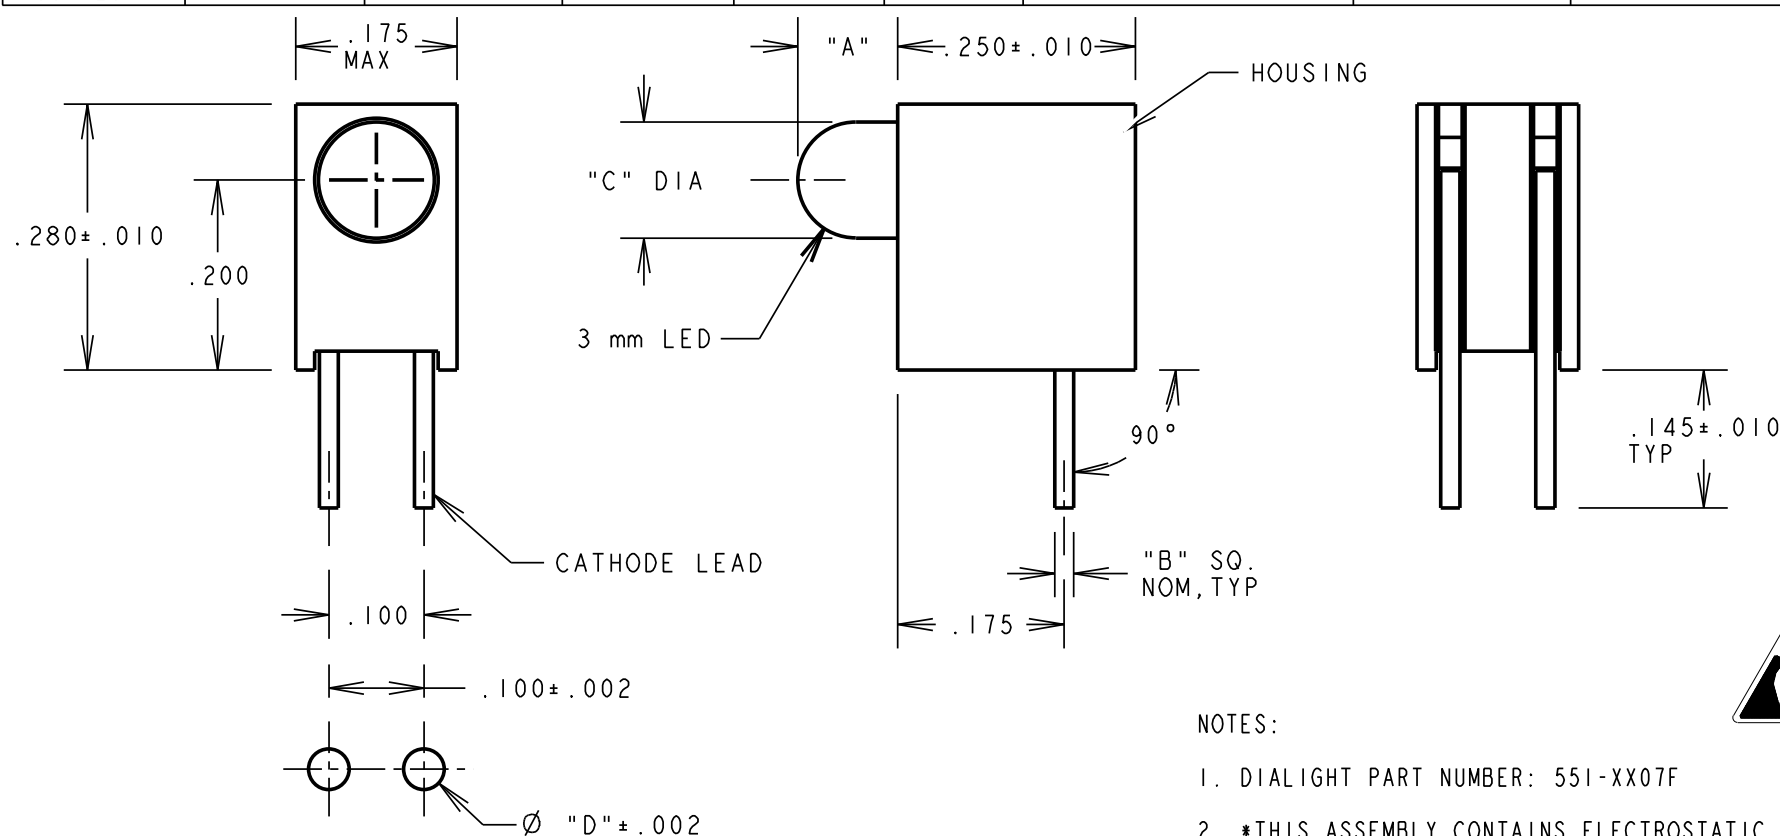 .175
MAX
"A"
.250±.010
HOUSING
"C" DIA
.280±.010
.200
3 mm LED
90°
.145±.010
TYP
CATHODE LEAD
"B" SQ.
NOM,TYP
.100
.175
.100±.002
NOTES:
1. DIALIGHT PART NUMBER: 551-XX07F
Ø "D"±.002
2. *THIS ASSEMBLY CONTAINS ELECTROSTATIC